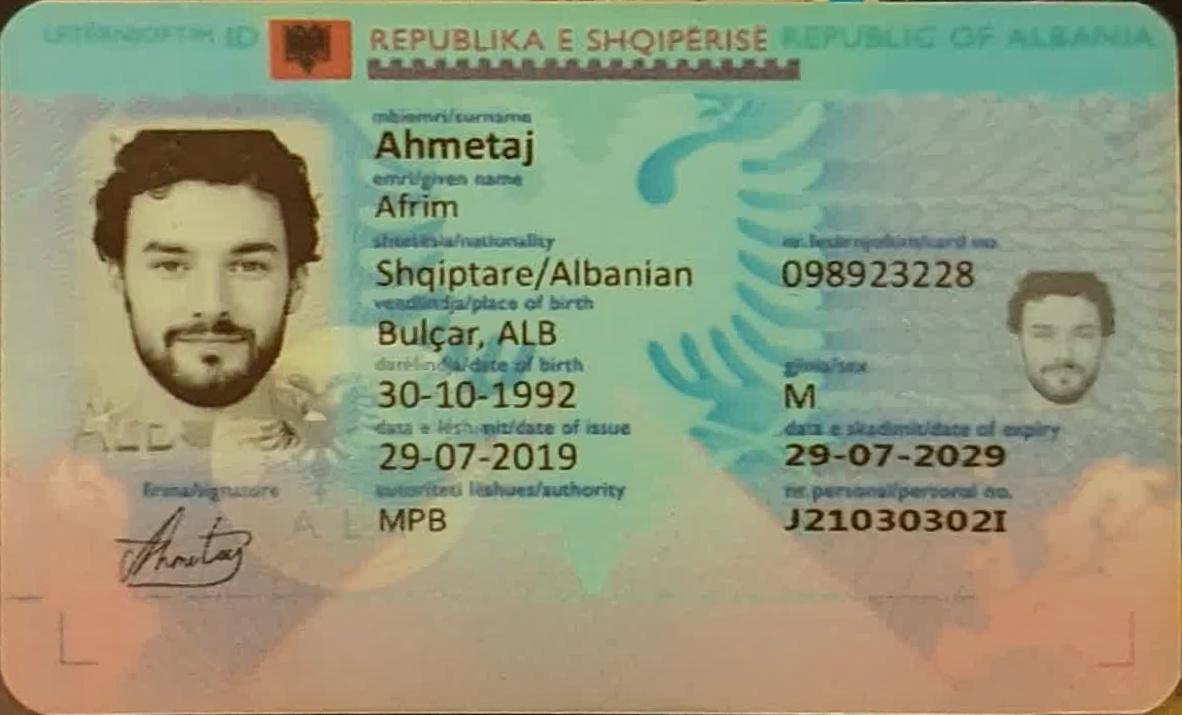 LETËRNJOFTIM ID REPUBLIKA E SHQIPËRISË REPUBLIC OF ALBANIA
mbiemri/surname
Ahmetaj
emri/given name
Afrim
shtetësia/nationality
Shqiptare/Albanian
nr. letërnjoftimi/card no.
098923228
vendlindja/place of birth
Bulçar, ALB
datëlindja/date of birth
30-10-1992
gjinia/sex
M
data e lëshimit/date of issue
29-07-2019
data e skadimit/date of expiry
29-07-2029
autoriteti lëshues/authority
MPB
nr. personal/personal no.
J21030302I
firma/signature
Ahmetaj